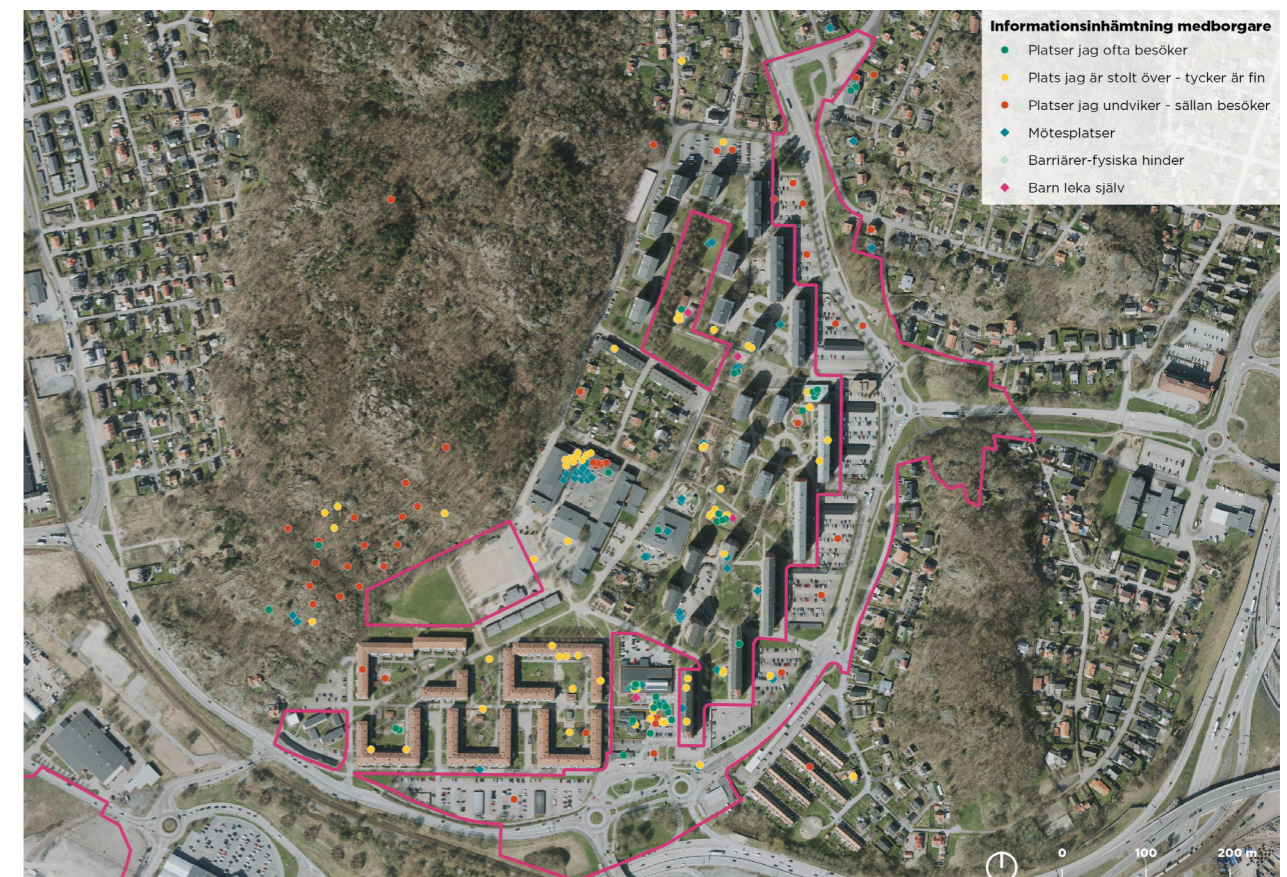 Informationsinhämtning medborgare
Platser jag ofta besöker
Plats jag är stolt över - tycker är fin
Platser jag undviker - sällan besöker
Mötesplatser
Barriärer-fysiska hinder
Barn leka själv
0 100 200 m